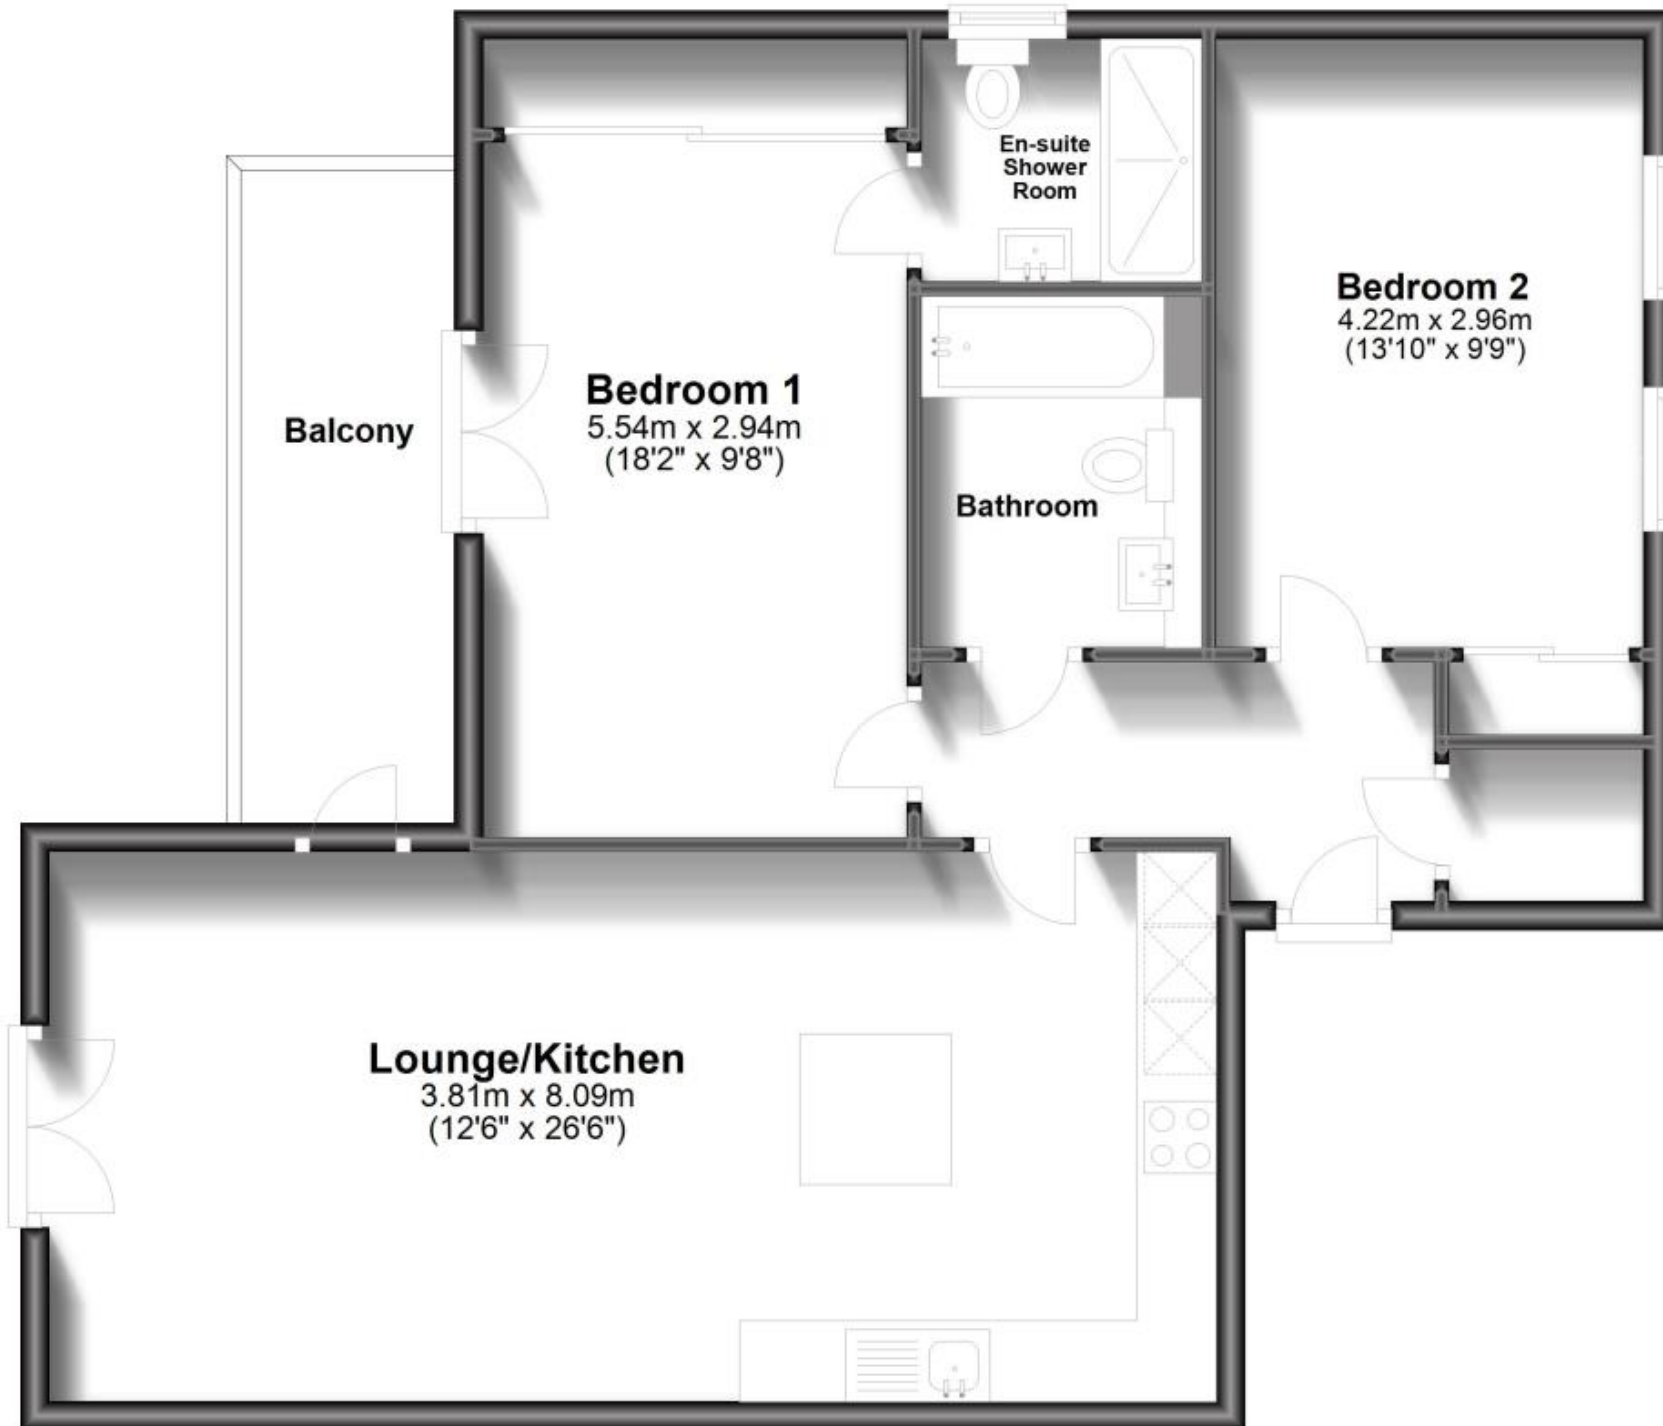 En-suite
Shower
Room
Bedroom 2
4.22m x 2.96m
(13'10" x 9'9")
Bedroom 1
5.54m x 2.94m
(18'2" x 9'8")
Balcony
Bathroom
Lounge/Kitchen
3.81m x 8.09m
(12'6" x 26'6")